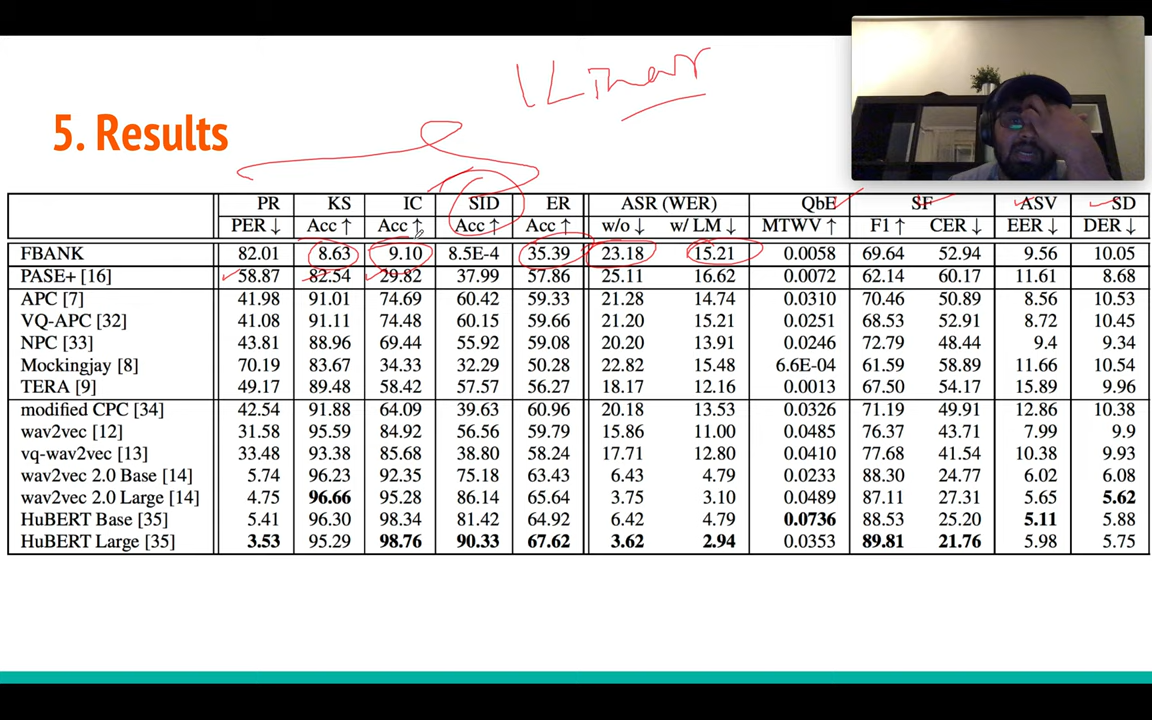 1 Linear
5. Results
PR KS IC SID ER ASR (WER) QbE SF ASV SD
PER ↓ Acc ↑ Acc ↑ Acc ↑ Acc ↑ w/o ↓ w/ LM ↓ MTWV ↑ F1 ↑ CER ↓ EER ↓ DER ↓
FBANK 82.01 8.63 9.10 8.5E-4 35.39 23.18 15.21 0.0058 69.64 52.94 9.56 10.05
PASE+ [16] 58.87 82.54 29.82 37.99 57.86 25.11 16.62 0.0072 62.14 60.17 11.61 8.68
APC [7] 41.98 91.01 74.69 60.42 59.33 21.28 14.74 0.0310 70.46 50.89 8.56 10.53
VQ-APC [32] 41.08 91.11 74.48 60.15 59.66 21.20 15.21 0.0251 68.53 52.91 8.72 10.45
NPC [33] 43.81 88.96 69.44 55.92 59.08 20.20 13.91 0.0246 72.79 48.44 9.4 9.34
Mockingjay [8] 70.19 83.67 34.33 32.29 50.28 22.82 15.48 6.6E-04 61.59 58.89 11.66 10.54
TERA [9] 49.17 89.48 58.42 57.57 56.27 18.17 12.16 0.0013 67.50 54.17 15.89 9.96
modified CPC [34] 42.54 91.88 64.09 39.63 60.96 20.18 13.53 0.0326 71.19 49.91 12.86 10.38
wav2vec [12] 31.58 95.59 84.92 56.56 59.79 15.86 11.00 0.0485 76.37 43.71 7.99 9.9
vq-wav2vec [13] 33.48 93.38 85.68 38.80 58.24 17.71 12.80 0.0410 77.68 41.54 10.38 9.93
wav2vec 2.0 Base [14] 5.74 96.23 92.35 75.18 63.43 6.43 4.79 0.0233 88.30 24.77 6.02 6.08
wav2vec 2.0 Large [14] 4.75 96.66 95.28 86.14 65.64 3.75 3.10 0.0489 87.11 27.31 5.65 5.62
HuBERT Base [35] 5.41 96.30 98.34 81.42 64.92 6.42 4.79 0.0736 88.53 25.20 5.11 5.88
HuBERT Large [35] 3.53 95.29 98.76 90.33 67.62 3.62 2.94 0.0353 89.81 21.76 5.98 5.75